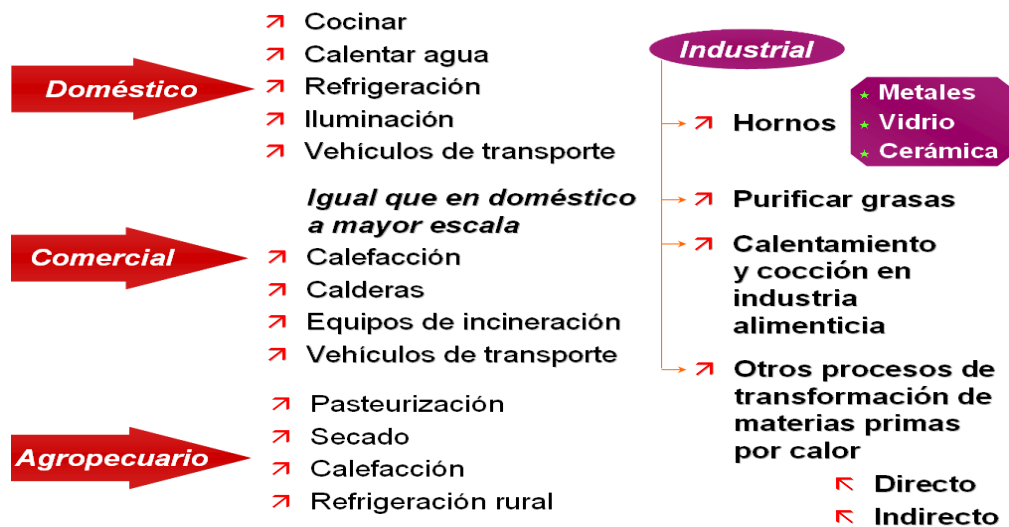 Doméstico
Cocinar
Calentar agua
Refrigeración
Iluminación
Vehículos de transporte
Comercial
Igual que en doméstico
a mayor escala
Calefacción
Calderas
Equipos de incineración
Vehículos de transporte
Agropecuario
Pasteurización
Secado
Calefacción
Refrigeración rural
Industrial
Hornos
Metales
Vidrio
Cerámica
Purificar grasas
Calentamiento
y cocción en
industria
alimenticia
Otros procesos de
transformación de
materias primas
por calor
Directo
Indirecto